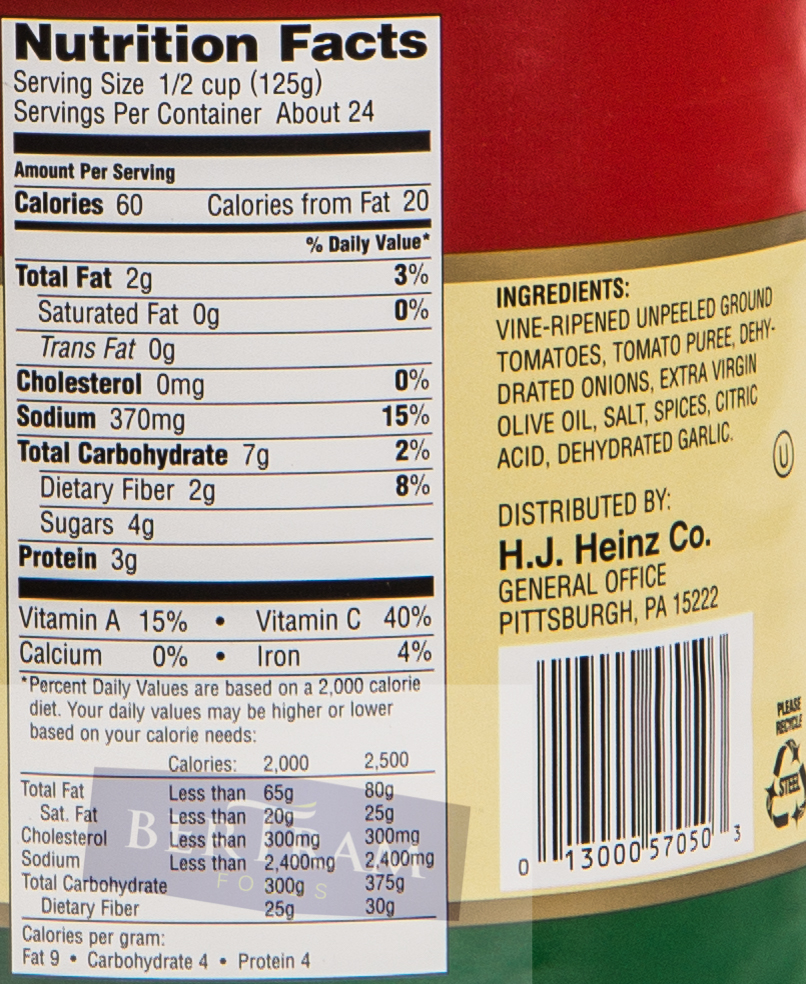 Nutrition Facts
Serving Size 1/2 cup (125g)
Servings Per Container About 24
Amount Per Serving
Calories 60 Calories from Fat 20
% Daily Value*
Total Fat 2g 3%
Saturated Fat 0g 0%
Trans Fat 0g
Cholesterol 0mg 0%
Sodium 370mg 15%
Total Carbohydrate 7g 2%
Dietary Fiber 2g 8%
Sugars 4g
Protein 3g
Vitamin A 15% • Vitamin C 40%
Calcium 0% • Iron 4%
*Percent Daily Values are based on a 2,000 calorie
diet. Your daily values may be higher or lower
based on your calorie needs:
Calories: 2,000 2,500
Total Fat Less than 65g 80g
Sat. Fat Less than 20g 25g
Cholesterol Less than 300mg 300mg
Sodium Less than 2,400mg 2,400mg
Total Carbohydrate 300g 375g
Dietary Fiber 25g 30g
Calories per gram:
Fat 9 • Carbohydrate 4 • Protein 4
BERTRAM
FOODS
INGREDIENTS:
VINE-RIPENED UNPEELED GROUND
TOMATOES, TOMATO PUREE, DEHY-
DRATED ONIONS, EXTRA VIRGIN
OLIVE OIL, SALT, SPICES, CITRIC
ACID, DEHYDRATED GARLIC.
U
DISTRIBUTED BY:
H.J. Heinz Co.
GENERAL OFFICE
PITTSBURGH, PA 15222
0 13000 57050 3
PLEASE
RECYCLE
STEEL